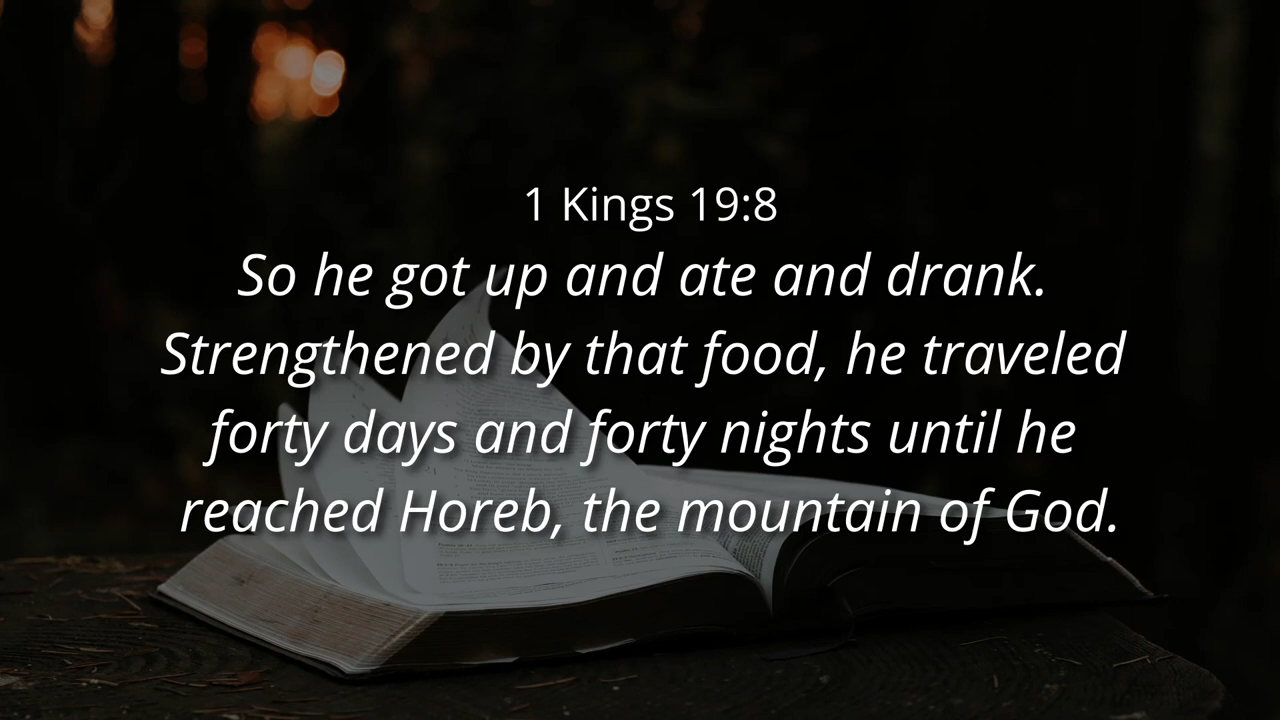 1 Kings 19:8
So he got up and ate and drank.
Strengthened by that food, he traveled
forty days and forty nights until he
reached Horeb, the mountain of God.